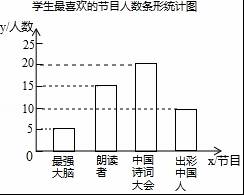 学生最喜欢的节目人数条形统计图
y/人数
25
20
15
10
5
0
最强大脑
朗读者
中国诗词大会
出彩中国人
x/节目